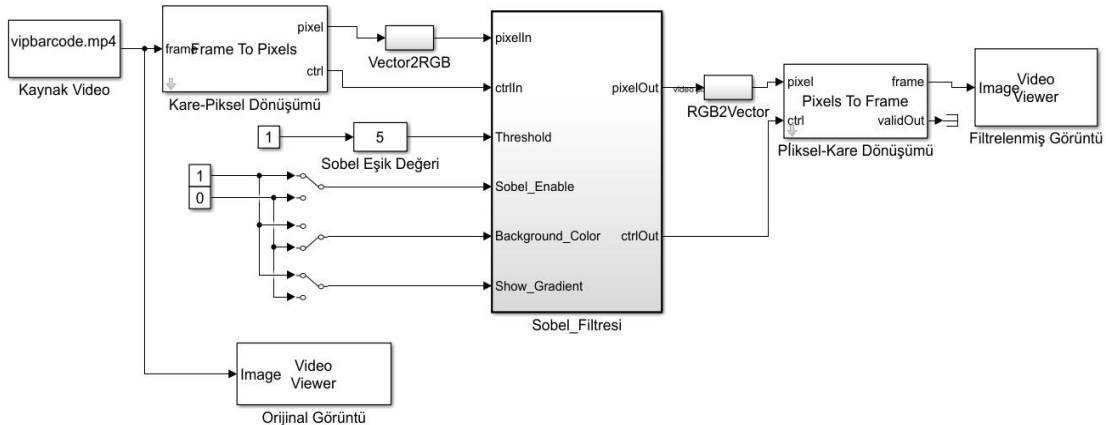 vipbarcode.mp4
Kaynak Video
frame
Frame To Pixels
pixel
ctrl
Kare-Piksel Dönüşümü
Vector2RGB
1
5
Sobel Eşik Değeri
1
0
pixelIn
ctrlIn
Threshold
Sobel_Enable
Background_Color
Show_Gradient
pixelOut
ctrlOut
Sobel_Filtresi
RGB2Vector
pixel
ctrl
Pixels To Frame
frame
validOut
Pliksel-Kare Dönüşümü
Image
Video
Viewer
Filtrelenmiş Görüntü
Image
Video
Viewer
Orijinal Görüntü